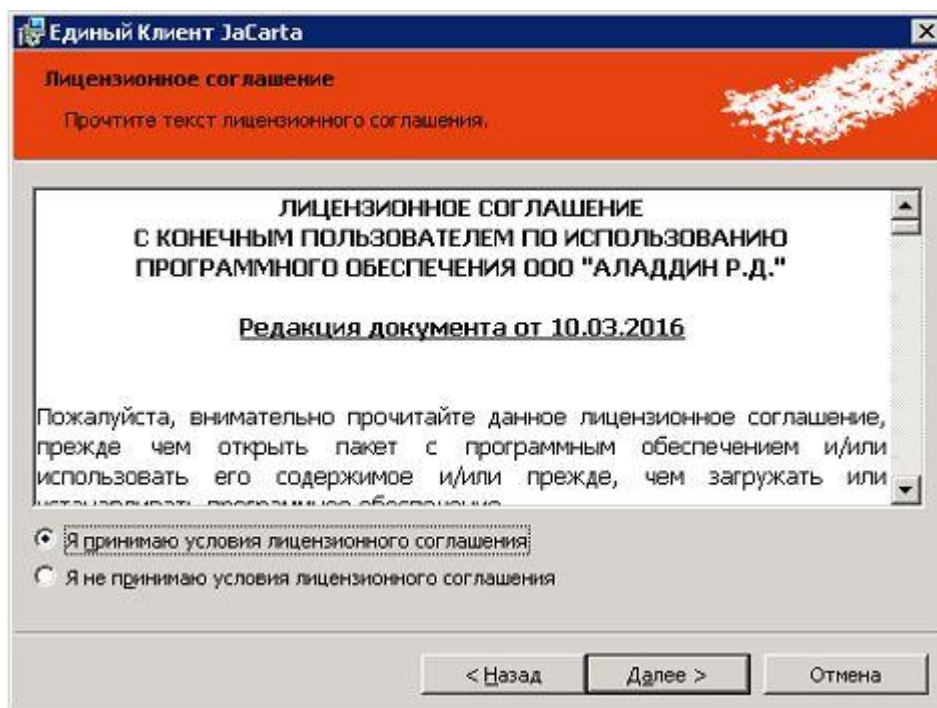 Единый Клиент JaCarta
Лицензионное соглашение
Прочтите текст лицензионного соглашения.
ЛИЦЕНЗИОННОЕ СОГЛАШЕНИЕ
С КОНЕЧНЫМ ПОЛЬЗОВАТЕЛЕМ ПО ИСПОЛЬЗОВАНИЮ
ПРОГРАММНОГО ОБЕСПЕЧЕНИЯ ООО "АЛАДДИН Р.Д."
Редакция документа от 10.03.2016
Пожалуйста, внимательно прочитайте данное лицензионное соглашение,
прежде чем открыть пакет с программным обеспечением и/или
использовать его содержимое и/или прежде, чем загружать или
устанавливать программное обеспечение
Я принимаю условия лицензионного соглашения
Я не принимаю условия лицензионного соглашения
< Назад
Далее >
Отмена